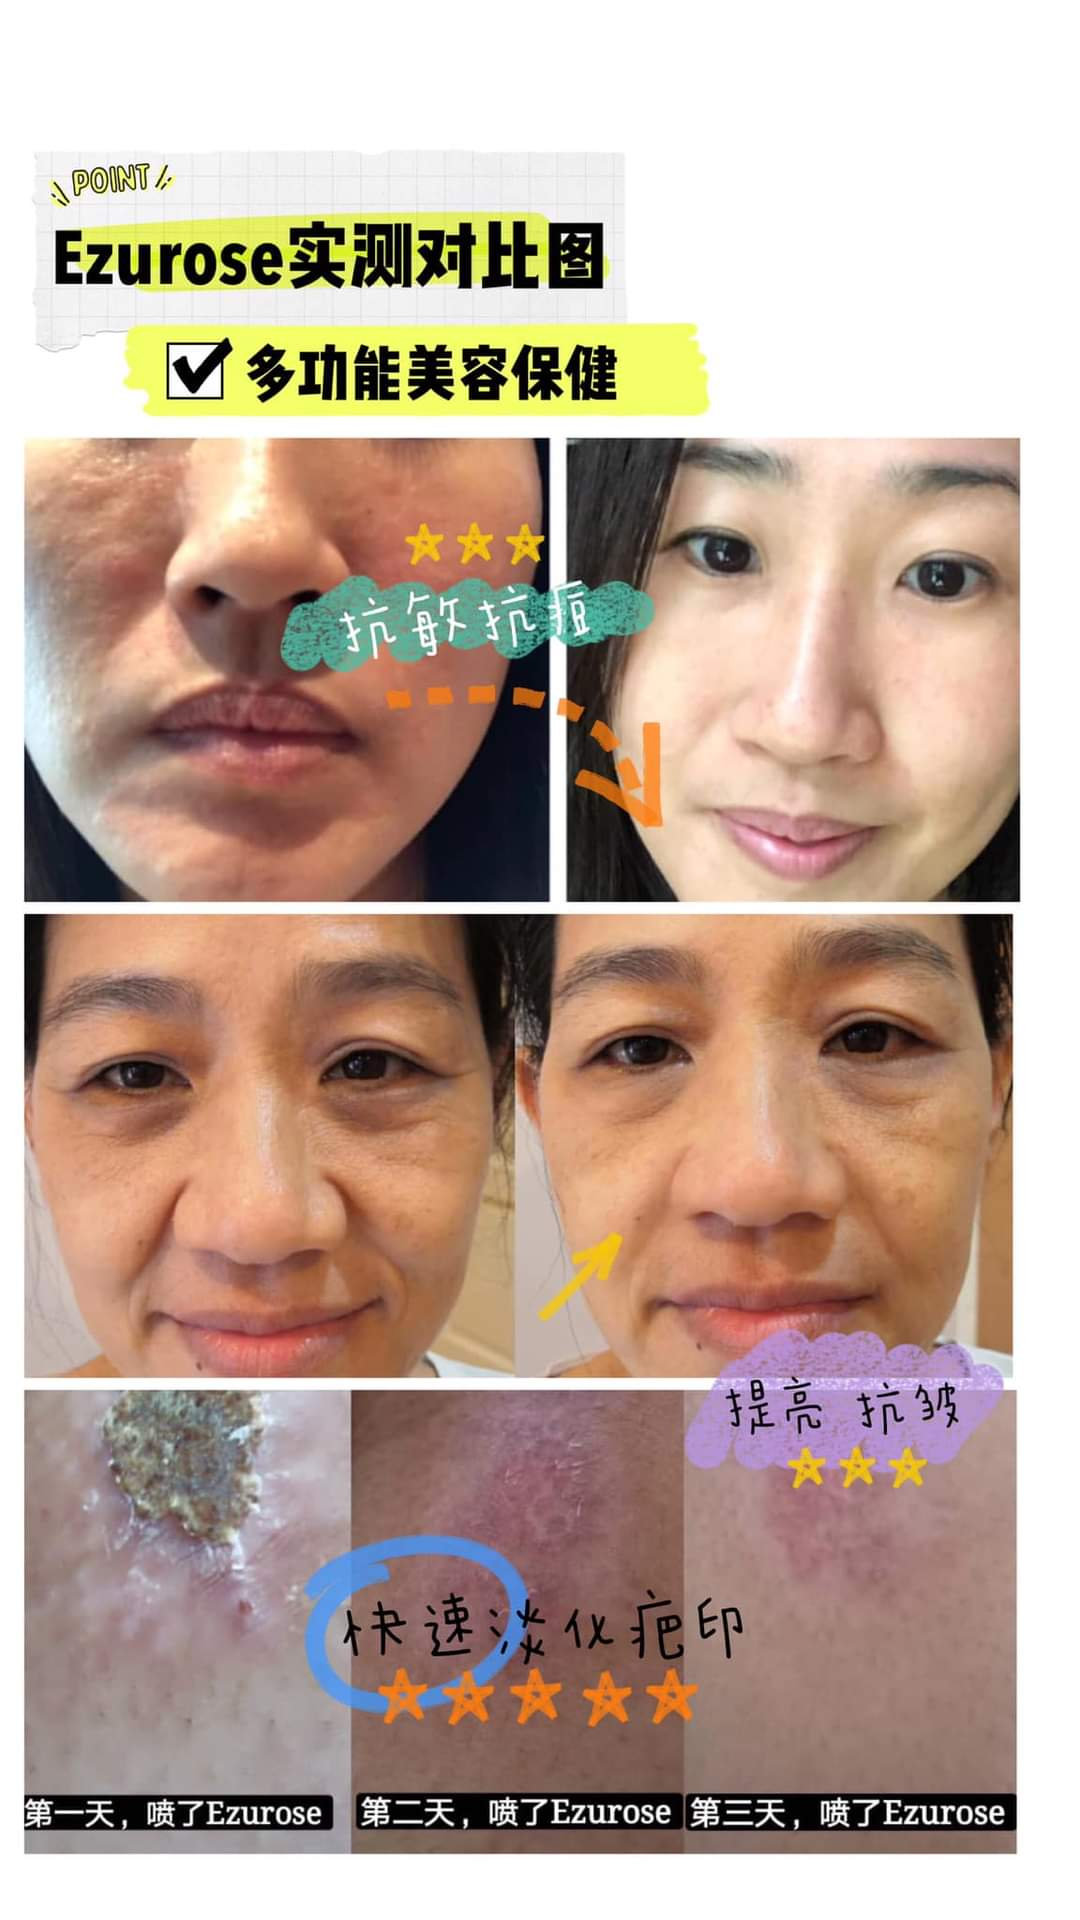 POINT
Ezurose实测对比图
多功能美容保健
抗敏抗痘
提亮 抗皱
快速淡化疤印
第一天，喷了Ezurose
第二天，喷了Ezurose
第三天，喷了Ezurose